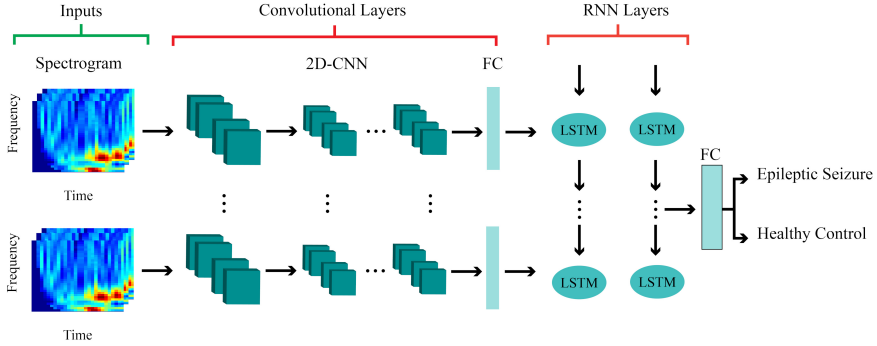 Inputs
Convolutional Layers
RNN Layers
Spectrogram
2D-CNN
FC
Frequency
Time
LSTM
LSTM
FC
Epileptic Seizure
Healthy Control
Frequency
Time
LSTM
LSTM